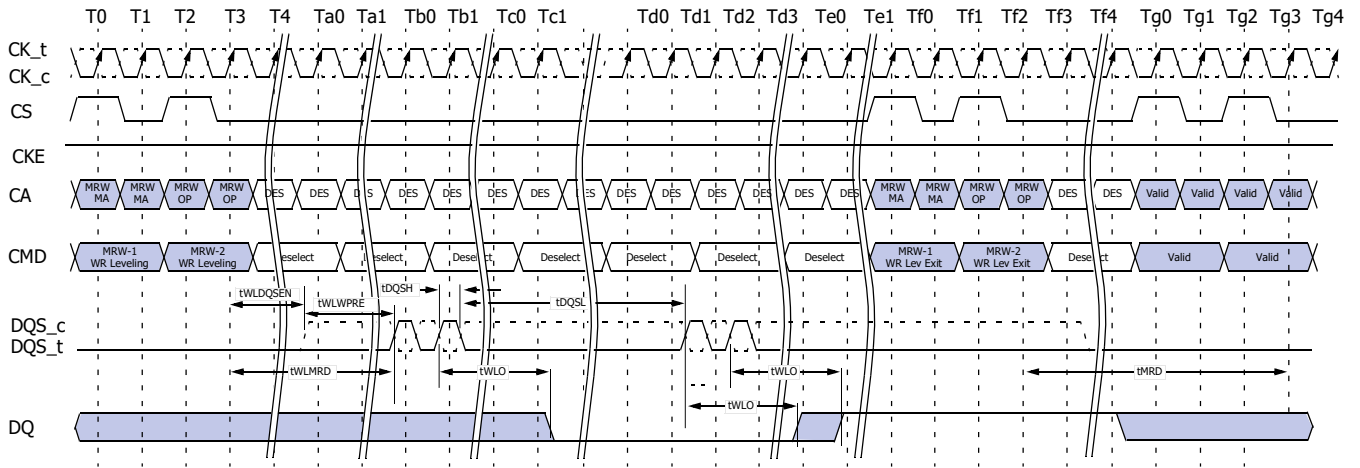 T0 T1 T2 T3 T4 Ta0 Ta1 Tb0 Tb1 Tc0 Tc1 Td0 Td1 Td2 Td3 Te0 Te1 Tf0 Tf1 Tf2 Tf3 Tf4 Tg0 Tg1 Tg2 Tg3 Tg4
CK_t
CK_c
CS
CKE
CA MRW MA MRW MA MRW OP MRW OP DES DES DES DES DES DES DES DES DES DES DES DES DES DES MRW MA MRW MA MRW OP MRW OP DES DES Valid Valid Valid Valid
CMD MRW-1 WR Leveling MRW-2 WR Leveling Deselect Deselect Deselect Deselect Deselect Deselect Deselect MRW-1 WR Lev Exit MRW-2 WR Lev Exit Deselect Valid Valid
tWLDQSEN tWLWPRE tDQSH tDQSL
DQS_c
DQS_t
tWLMRD tWLO tWLO tMRD
tWLO
DQ